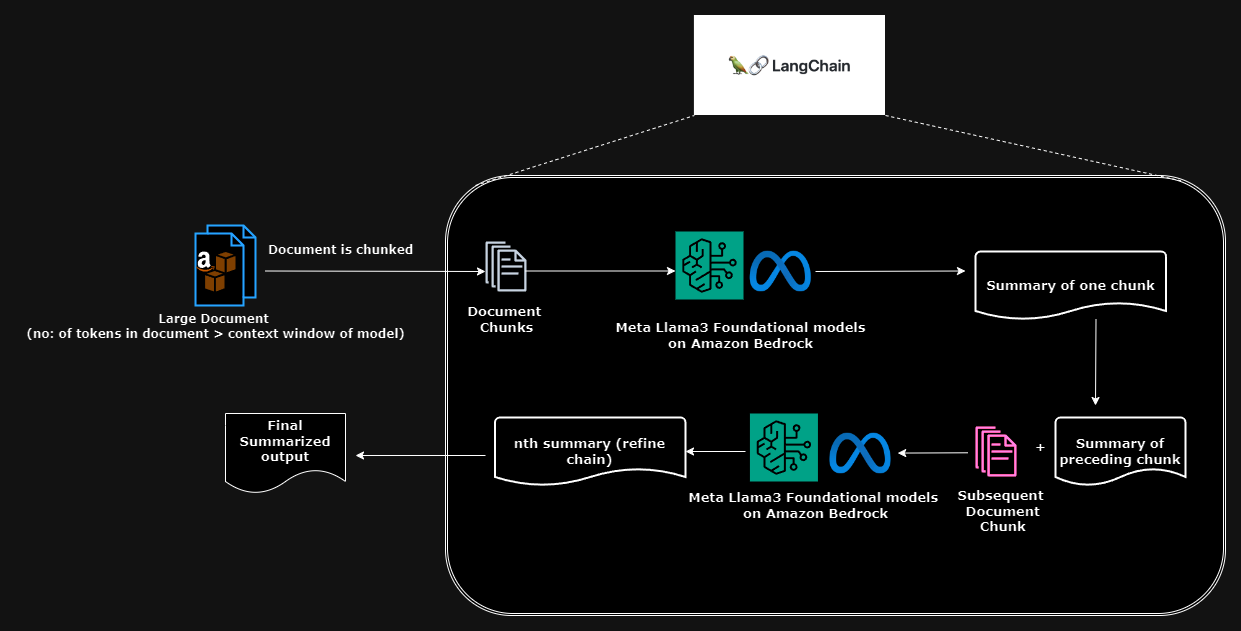 LangChain
Document is chunked
Large Document
(no: of tokens in document > context window of model)
a
Document
Chunks
Meta Llama3 Foundational models
on Amazon Bedrock
Summary of one chunk
Final
Summarized
output
nth summary (refine
chain)
Meta Llama3 Foundational models
on Amazon Bedrock
Subsequent
Document
Chunk
+
Summary of
preceding chunk